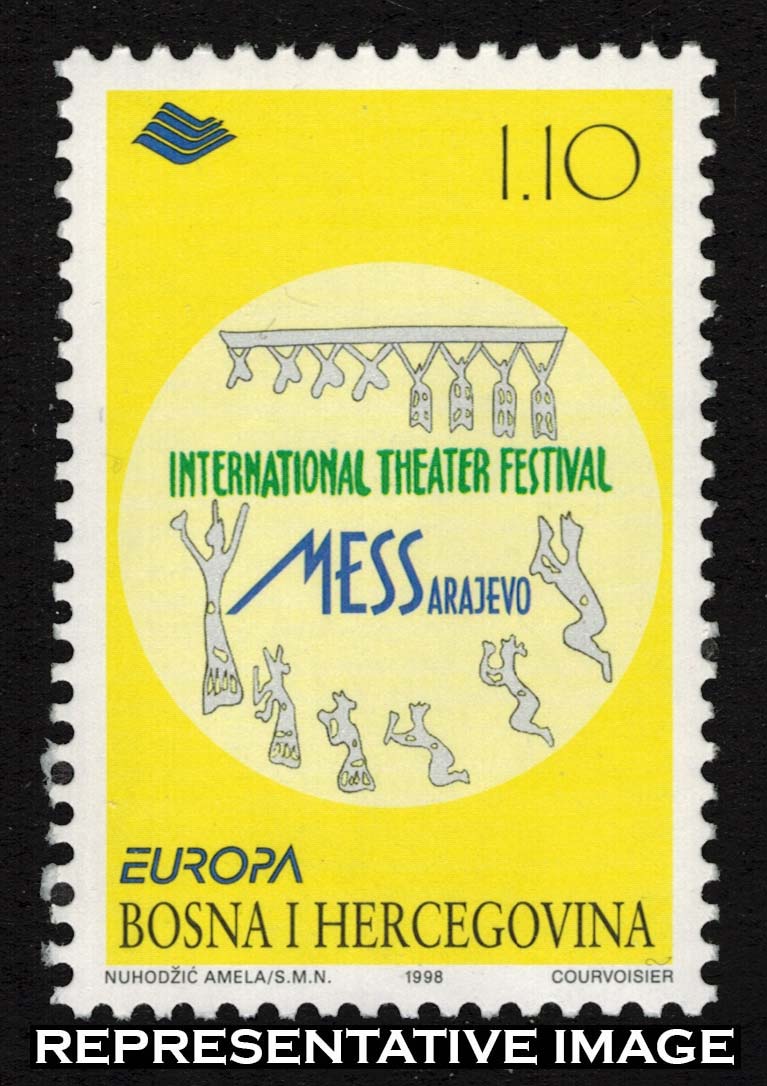 1.10
INTERNATIONAL THEATER FESTIVAL
MESSARAJEVO
EUROPA
BOSNA I HERCEGOVINA
NUHODŽIĆ AMELA/S.M.N. 1998 COURVOISIER
REPRESENTATIVE IMAGE